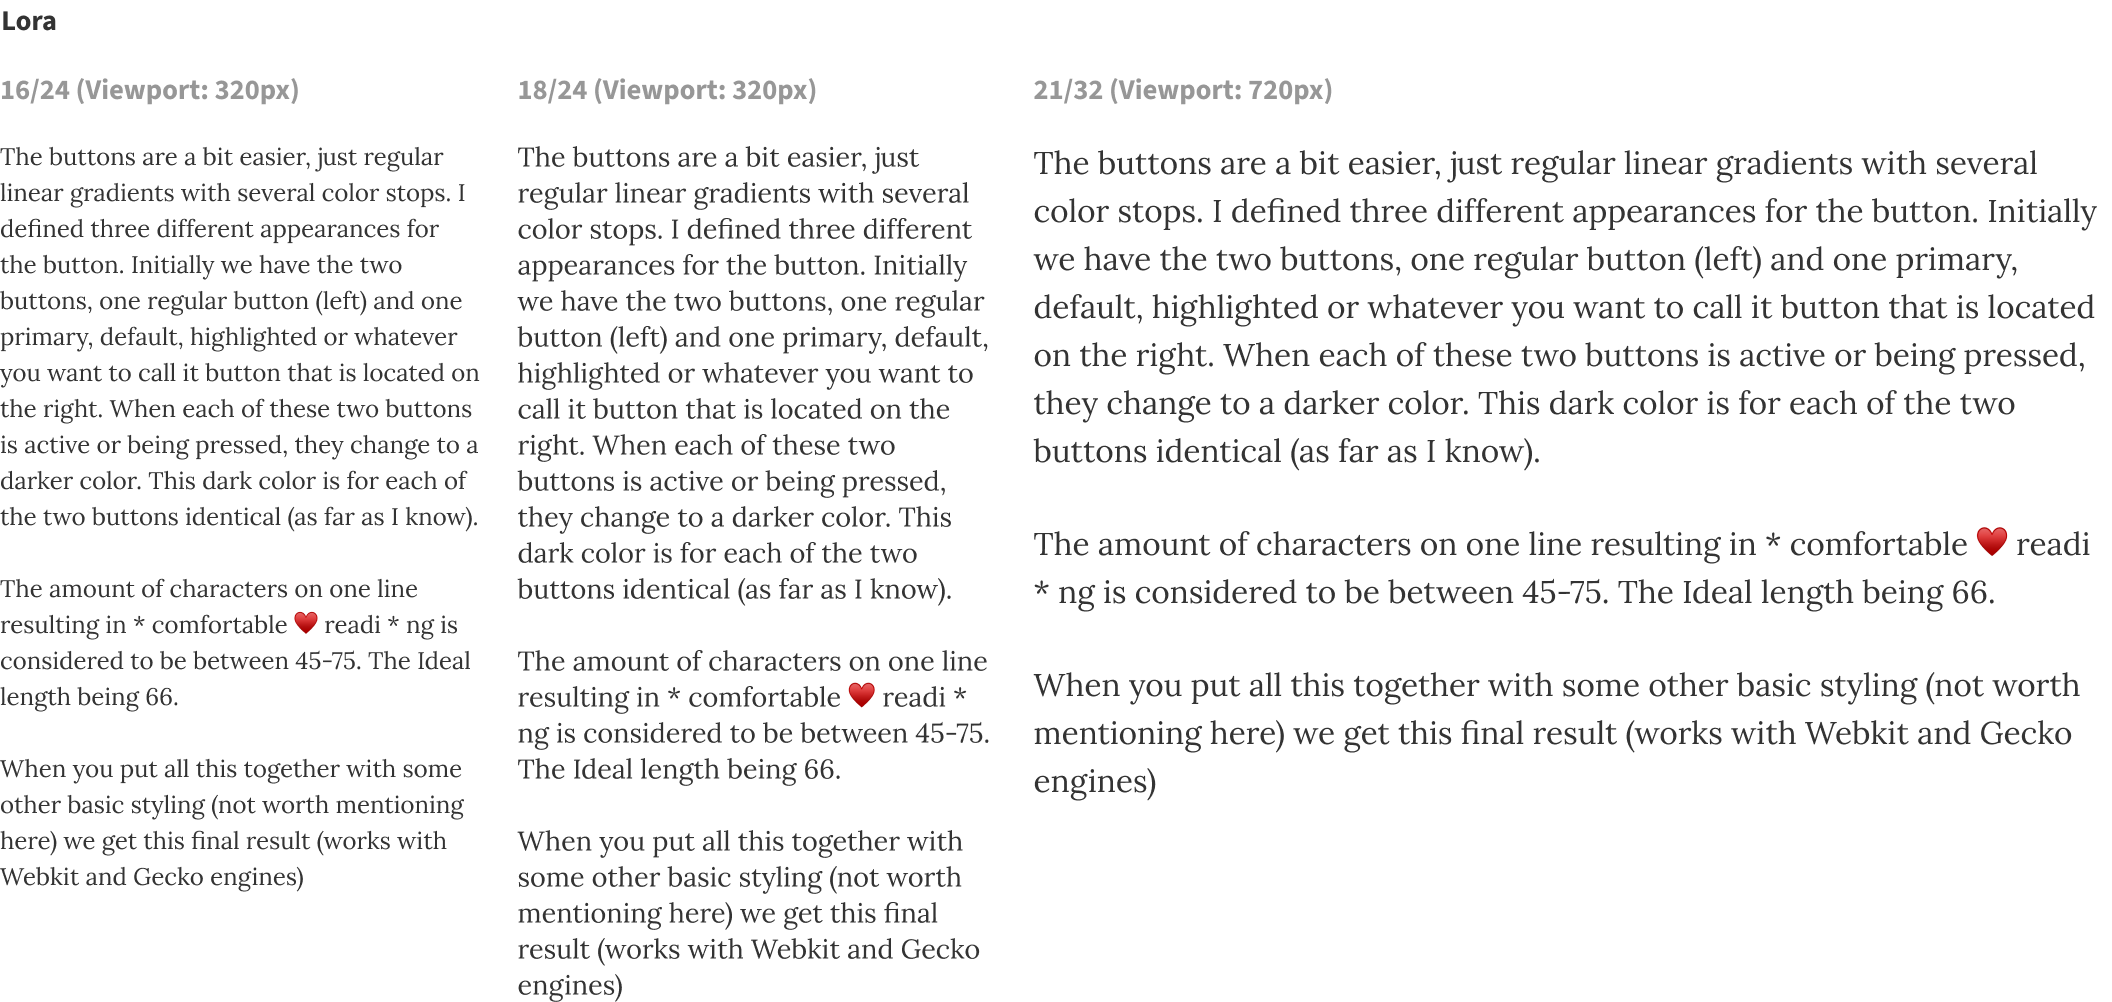 Lora
16/24 (Viewport: 320px)
The buttons are a bit easier, just regular
linear gradients with several color stops. I
defined three different appearances for
the button. Initially we have the two
buttons, one regular button (left) and one
primary, default, highlighted or whatever
you want to call it button that is located on
the right. When each of these two buttons
is active or being pressed, they change to a
darker color. This dark color is for each of
the two buttons identical (as far as I know).
The amount of characters on one line
resulting in * comfortable ♥ readi * ng is
considered to be between 45-75. The Ideal
length being 66.
When you put all this together with some
other basic styling (not worth mentioning
here) we get this final result (works with
Webkit and Gecko engines)
18/24 (Viewport: 320px)
The buttons are a bit easier, just
regular linear gradients with several
color stops. I defined three different
appearances for the button. Initially
we have the two buttons, one regular
button (left) and one primary, default,
highlighted or whatever you want to
call it button that is located on the
right. When each of these two
buttons is active or being pressed,
they change to a darker color. This
dark color is for each of the two
buttons identical (as far as I know).
The amount of characters on one line
resulting in * comfortable ♥ readi *
ng is considered to be between 45-75.
The Ideal length being 66.
When you put all this together with
some other basic styling (not worth
mentioning here) we get this final
result (works with Webkit and Gecko
engines)
21/32 (Viewport: 720px)
The buttons are a bit easier, just regular linear gradients with several
color stops. I defined three different appearances for the button. Initially
we have the two buttons, one regular button (left) and one primary,
default, highlighted or whatever you want to call it button that is located
on the right. When each of these two buttons is active or being pressed,
they change to a darker color. This dark color is for each of the two
buttons identical (as far as I know).
The amount of characters on one line resulting in * comfortable ♥ readi
* ng is considered to be between 45-75. The Ideal length being 66.
When you put all this together with some other basic styling (not worth
mentioning here) we get this final result (works with Webkit and Gecko
engines)